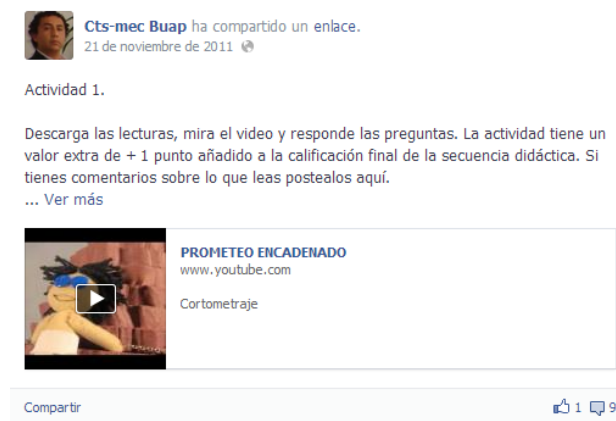 Cts-mec Buap ha compartido un enlace.
21 de noviembre de 2011
Actividad 1.
Descarga las lecturas, mira el video y responde las preguntas. La actividad tiene un
valor extra de + 1 punto añadido a la calificación final de la secuencia didáctica. Si
tienes comentarios sobre lo que leas postealos aquí.
... Ver más
PROMETEO ENCADENADO
www.youtube.com
Cortometraje
Compartir 1 9